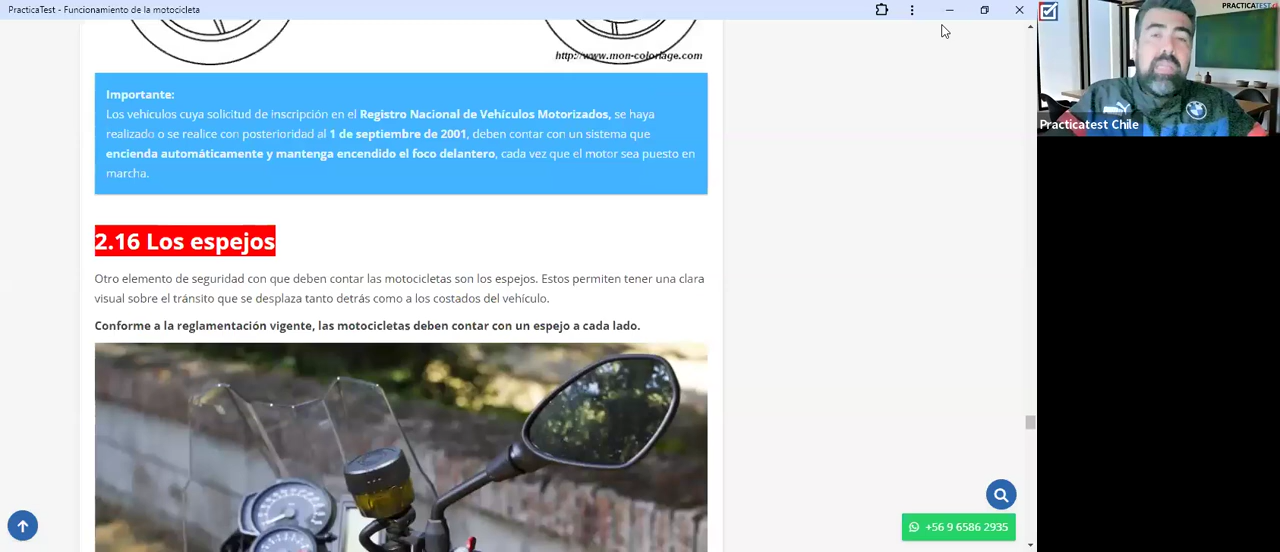 PracticaTest - Funcionamiento de la motocicleta
PRACTICATEST.CL
http://www.mon-coloriage.com
Importante:
Los vehículos cuya solicitud de inscripción en el Registro Nacional de Vehículos Motorizados, se haya
realizado o se realice con posterioridad al 1 de septiembre de 2001, deben contar con un sistema que
encienda automáticamente y mantenga encendido el foco delantero, cada vez que el motor sea puesto en
marcha.
Practicatest Chile
2.16 Los espejos
Otro elemento de seguridad con que deben contar las motocicletas son los espejos. Estos permiten tener una clara
visual sobre el tránsito que se desplaza tanto detrás como a los costados del vehículo.
Conforme a la reglamentación vigente, las motocicletas deben contar con un espejo a cada lado.
+56 9 6586 2935